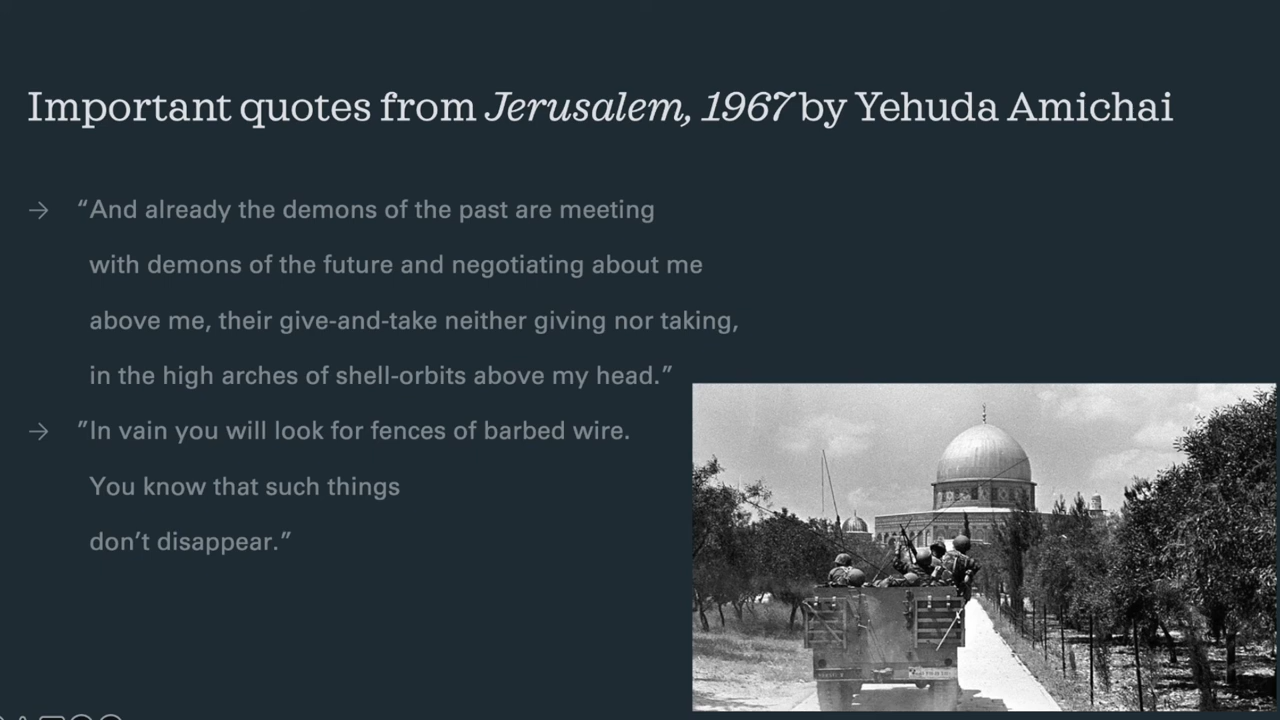 Important quotes from Jerusalem, 1967 by Yehuda Amichai
→ “And already the demons of the past are meeting
with demons of the future and negotiating about me
above me, their give-and-take neither giving nor taking,
in the high arches of shell-orbits above my head.”
→ ”In vain you will look for fences of barbed wire.
You know that such things
don’t disappear.”